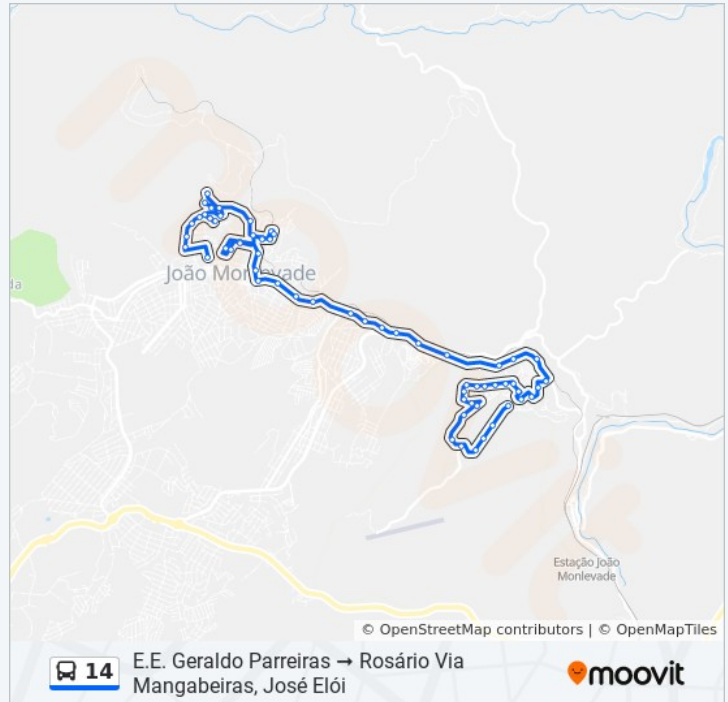 João Monlevade
da
Estação João
Monlevade
© OpenStreetMap contributors | © OpenMapTiles
14
E.E. Geraldo Parreiras → Rosário Via
Mangabeiras, José Elói
moovit